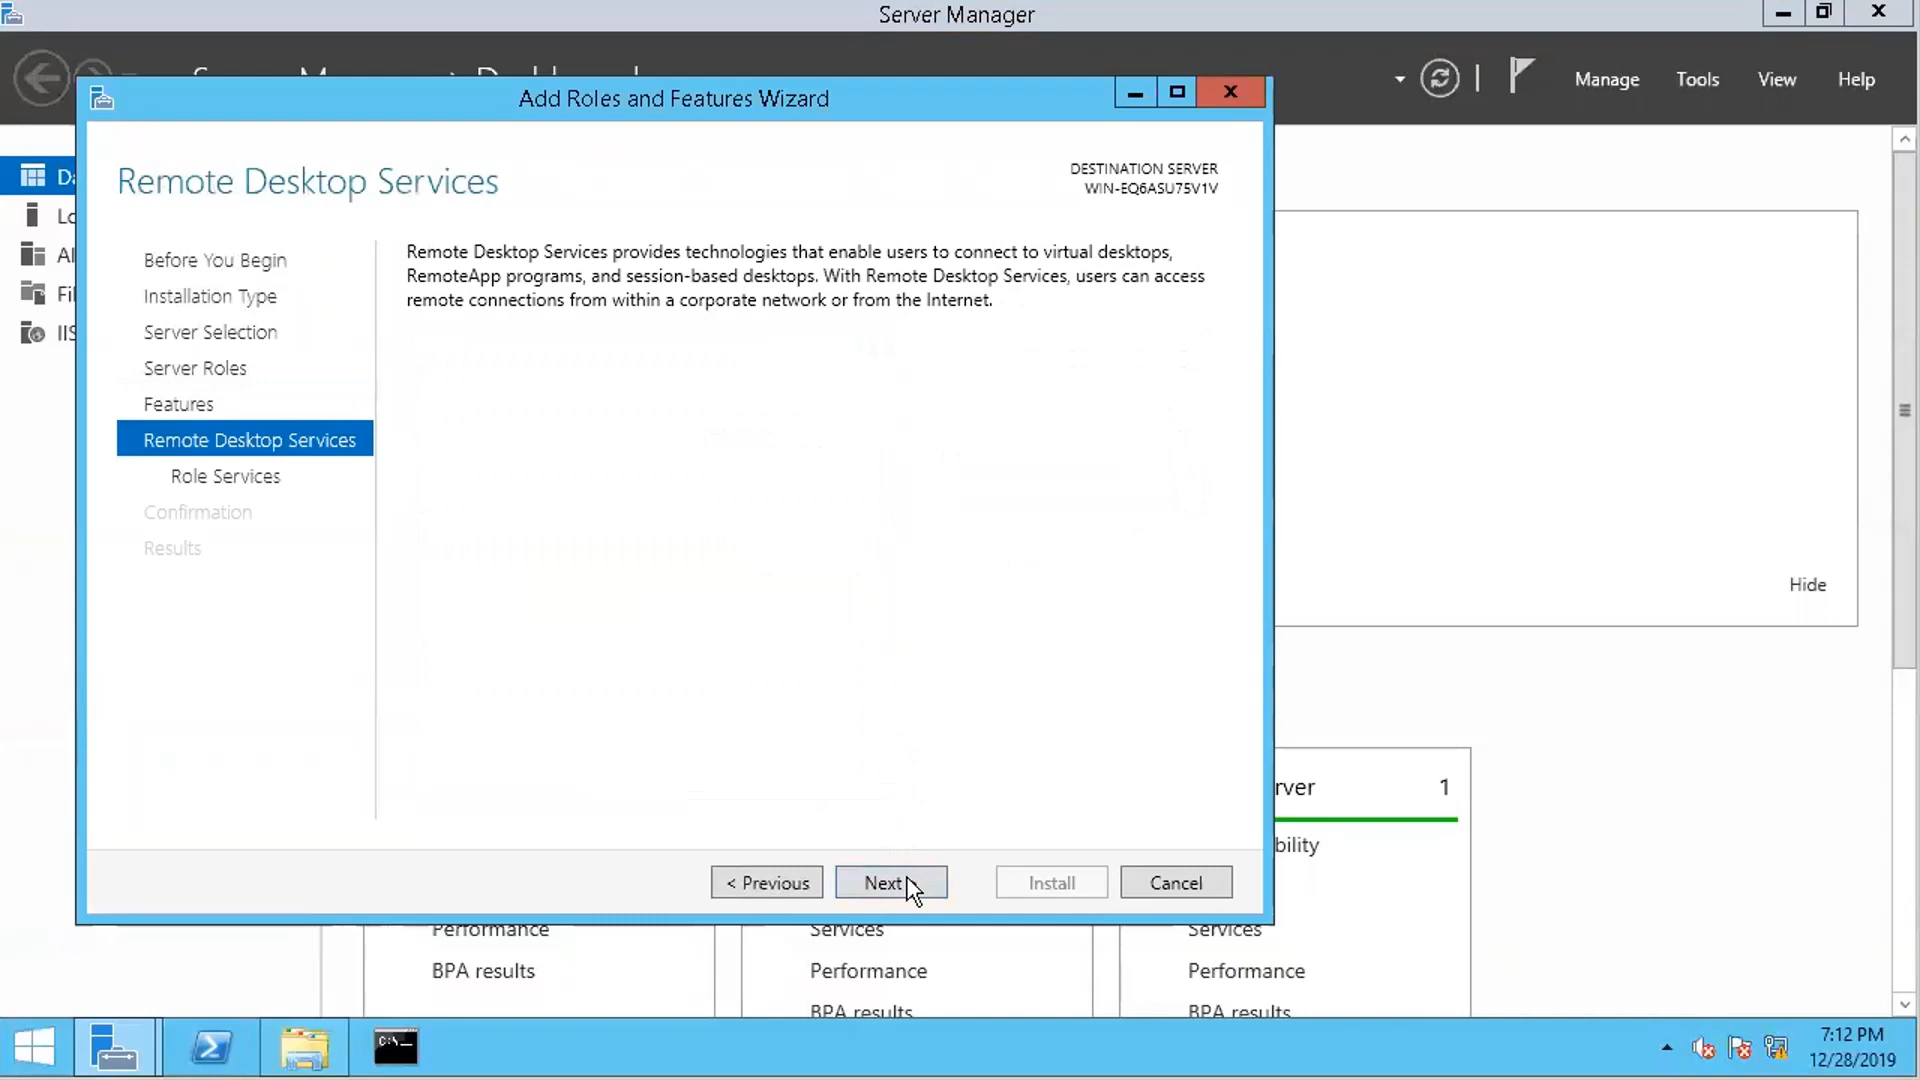 Server Manager
Manage
Tools
View
Help
Add Roles and Features Wizard
Remote Desktop Services
DESTINATION SERVER
WIN-EQ6ASU75V1V
Before You Begin
Installation Type
Server Selection
Server Roles
Features
Remote Desktop Services
Role Services
Confirmation
Results
Remote Desktop Services provides technologies that enable users to connect to virtual desktops,
RemoteApp programs, and session-based desktops. With Remote Desktop Services, users can access
remote connections from within a corporate network or from the Internet.
Hide
rver
1
bility
< Previous
Next
Install
Cancel
Performance
BPA results
Services
Performance
BPA results
Services
Performance
BPA results
7:12 PM
12/28/2019